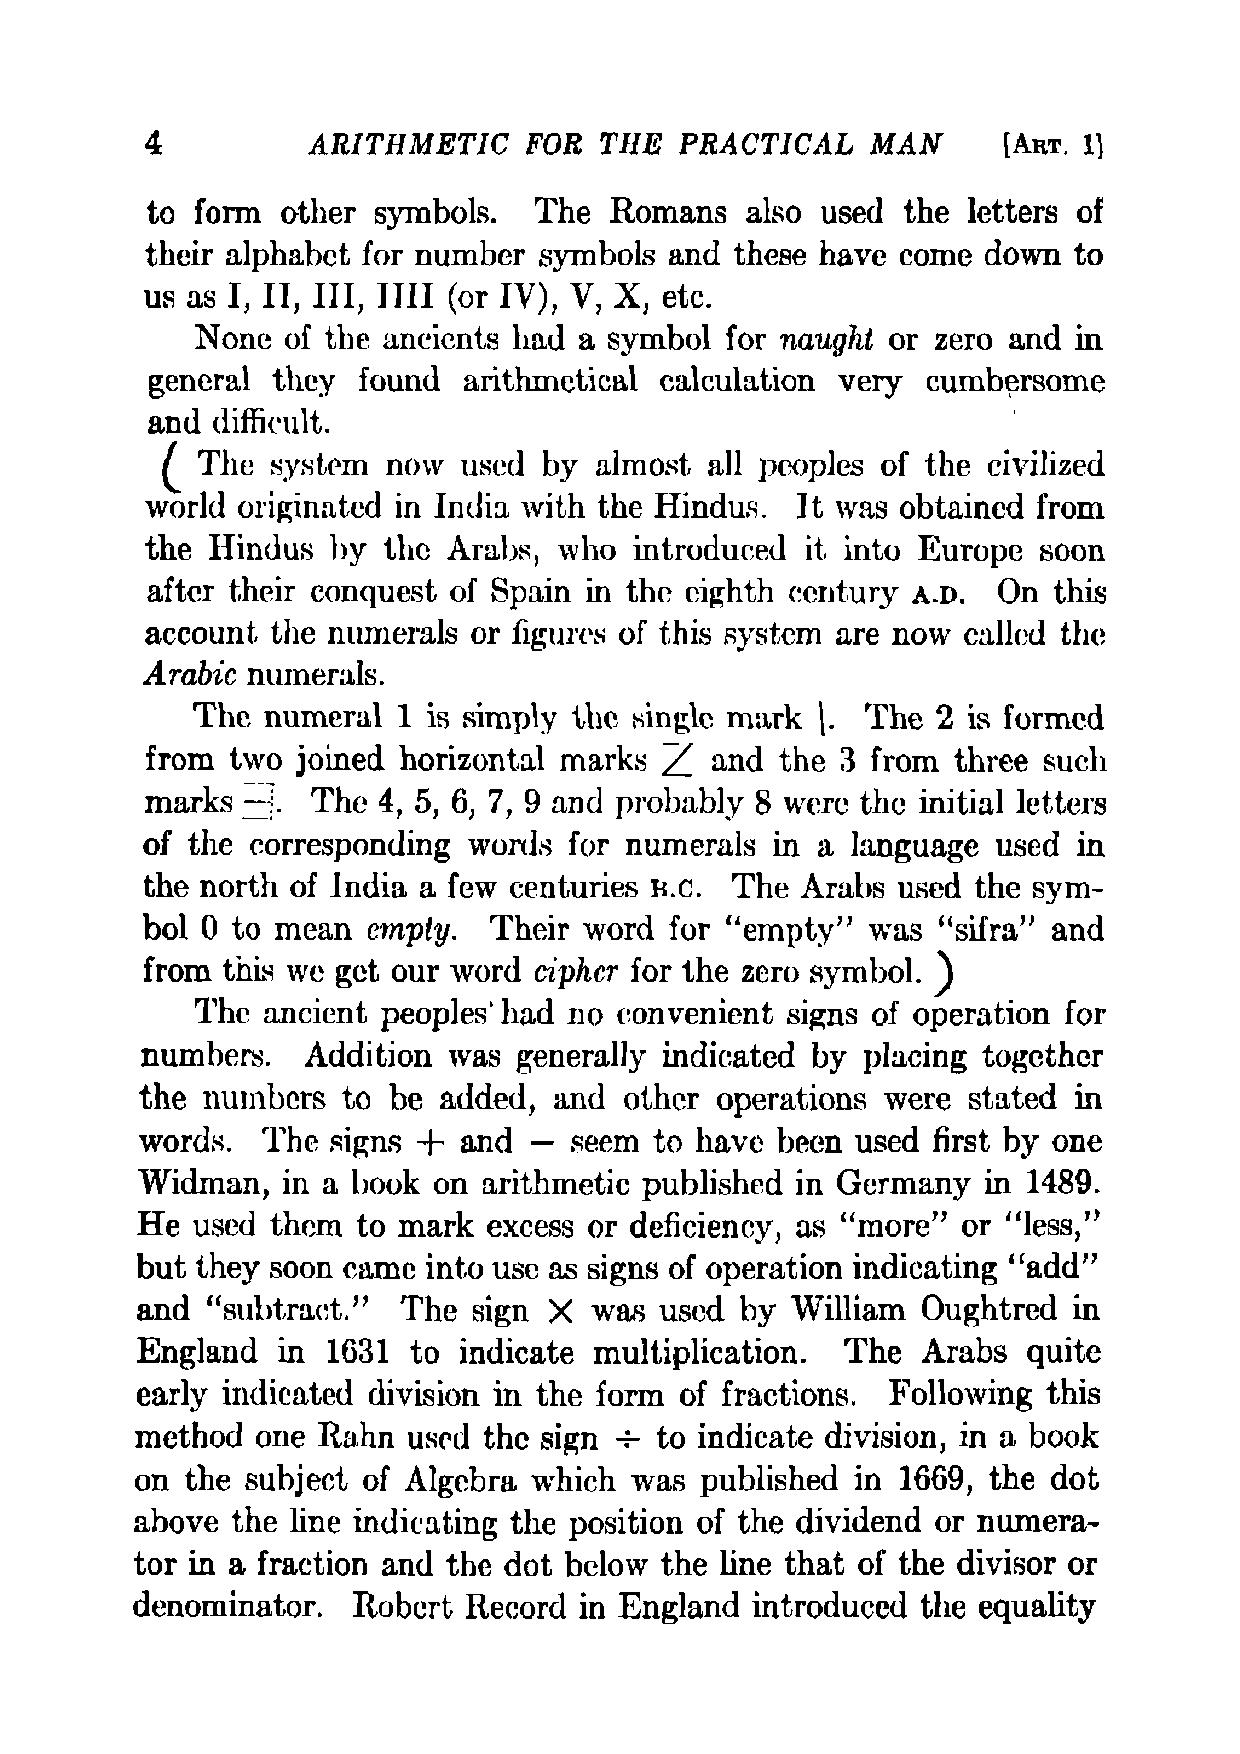 4 ARITHMETIC FOR THE PRACTICAL MAN [ART. 1]
to form other symbols. The Romans also used the letters of
their alphabet for number symbols and these have come down to
us as I, II, III, IIII (or IV), V, X, etc.
None of the ancients had a symbol for naught or zero and in
general they found arithmetical calculation very cumbersome
and difficult.
( The system now used by almost all peoples of the civilized
world originated in India with the Hindus. It was obtained from
the Hindus by the Arabs, who introduced it into Europe soon
after their conquest of Spain in the eighth century A.D. On this
account the numerals or figures of this system are now called the
Arabic numerals.
The numeral 1 is simply the single mark |. The 2 is formed
from two joined horizontal marks Z and the 3 from three such
marks . The 4, 5, 6, 7, 9 and probably 8 were the initial letters
of the corresponding words for numerals in a language used in
the north of India a few centuries B.C. The Arabs used the sym-
bol 0 to mean empty. Their word for "empty" was "sifra" and
from this we get our word cipher for the zero symbol. )
The ancient peoples had no convenient signs of operation for
numbers. Addition was generally indicated by placing together
the numbers to be added, and other operations were stated in
words. The signs + and − seem to have been used first by one
Widman, in a book on arithmetic published in Germany in 1489.
He used them to mark excess or deficiency, as "more" or "less,"
but they soon came into use as signs of operation indicating "add"
and "subtract." The sign × was used by William Oughtred in
England in 1631 to indicate multiplication. The Arabs quite
early indicated division in the form of fractions. Following this
method one Rahn used the sign ÷ to indicate division, in a book
on the subject of Algebra which was published in 1669, the dot
above the line indicating the position of the dividend or numera-
tor in a fraction and the dot below the line that of the divisor or
denominator. Robert Record in England introduced the equality